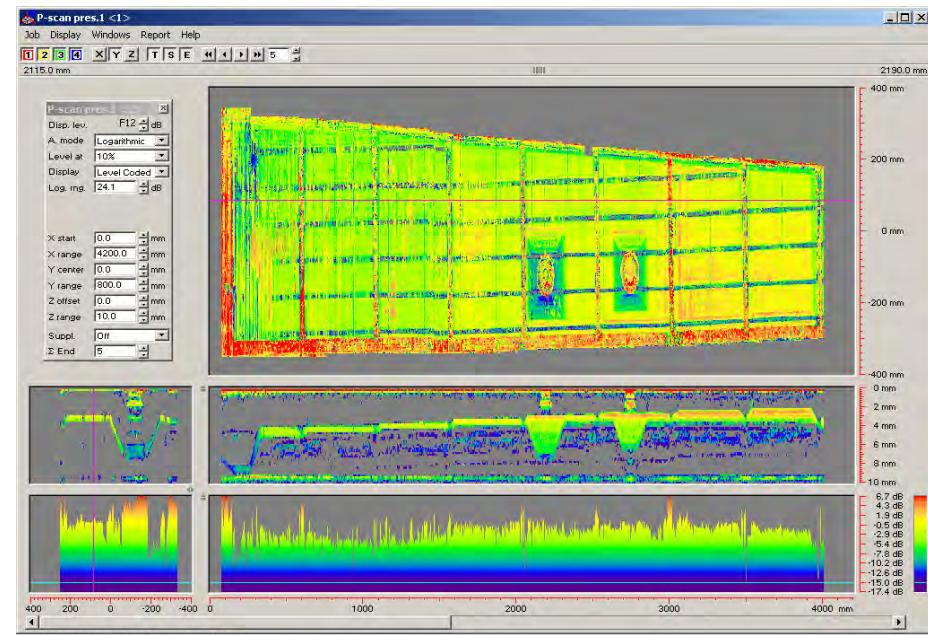 P-scan pres.1 <1>
Job Display Windows Report Help
1 2 3 4 X Y Z T S E 5
2115.0 mm 2190.0 mm
P-scan pres.1
Disp. lev. F12 dB
A. mode Logarithmic
Level at 10%
Display Level Coded
Log. rng. 24.1 dB
X start 0.0 mm
X range 4200.0 mm
Y center 0.0 mm
Y range 800.0 mm
Z offset 0.0 mm
Z range 10.0 mm
Suppl. Off
Σ End 5
400 mm
200 mm
0 mm
-200 mm
-400 mm
0 mm
2 mm
4 mm
6 mm
8 mm
10 mm
6.7 dB
4.3 dB
1.9 dB
-0.5 dB
-2.9 dB
-5.4 dB
-7.8 dB
-10.2 dB
-12.6 dB
-15.0 dB
-17.4 dB
400 200 0 -200 -400 0 1000 2000 3000 4000 mm